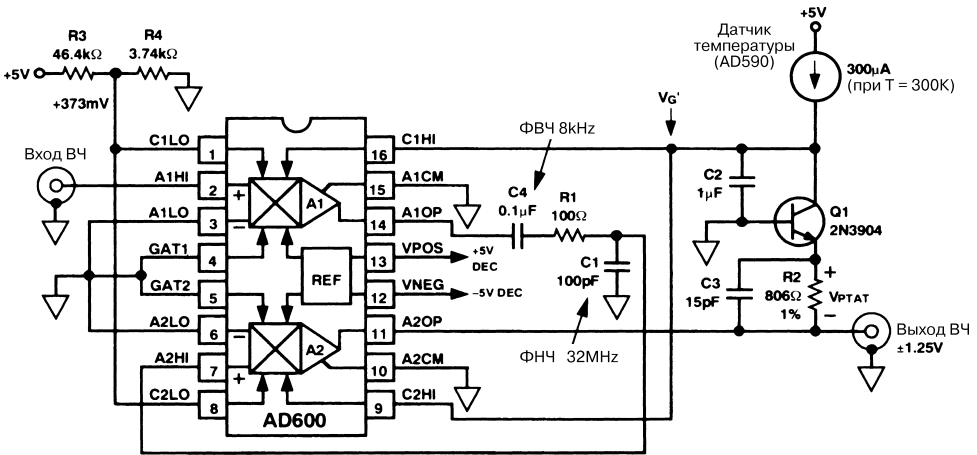 R3
46.4kΩ
R4
3.74kΩ
+5V
+373mV
Вход ВЧ
C1LO
A1HI
A1LO
GAT1
GAT2
A2LO
A2HI
C2LO
1
2
3
4
5
6
7
8
+
−
A1
REF
−
+
A2
AD600
16
15
14
13
12
11
10
9
C1HI
A1CM
A1OP
VPOS
VNEG
A2OP
A2CM
C2HI
+5V
DEC
−5V DEC
ФВЧ 8kHz
C4
0.1µF
R1
100Ω
C1
100pF
ФНЧ 32MHz
VG'
Датчик
температуры
(AD590)
+5V
300µA
(при T = 300K)
C2
1µF
Q1
2N3904
C3
15pF
R2
806Ω
1%
+
VPTAT
−
Выход ВЧ
±1.25V